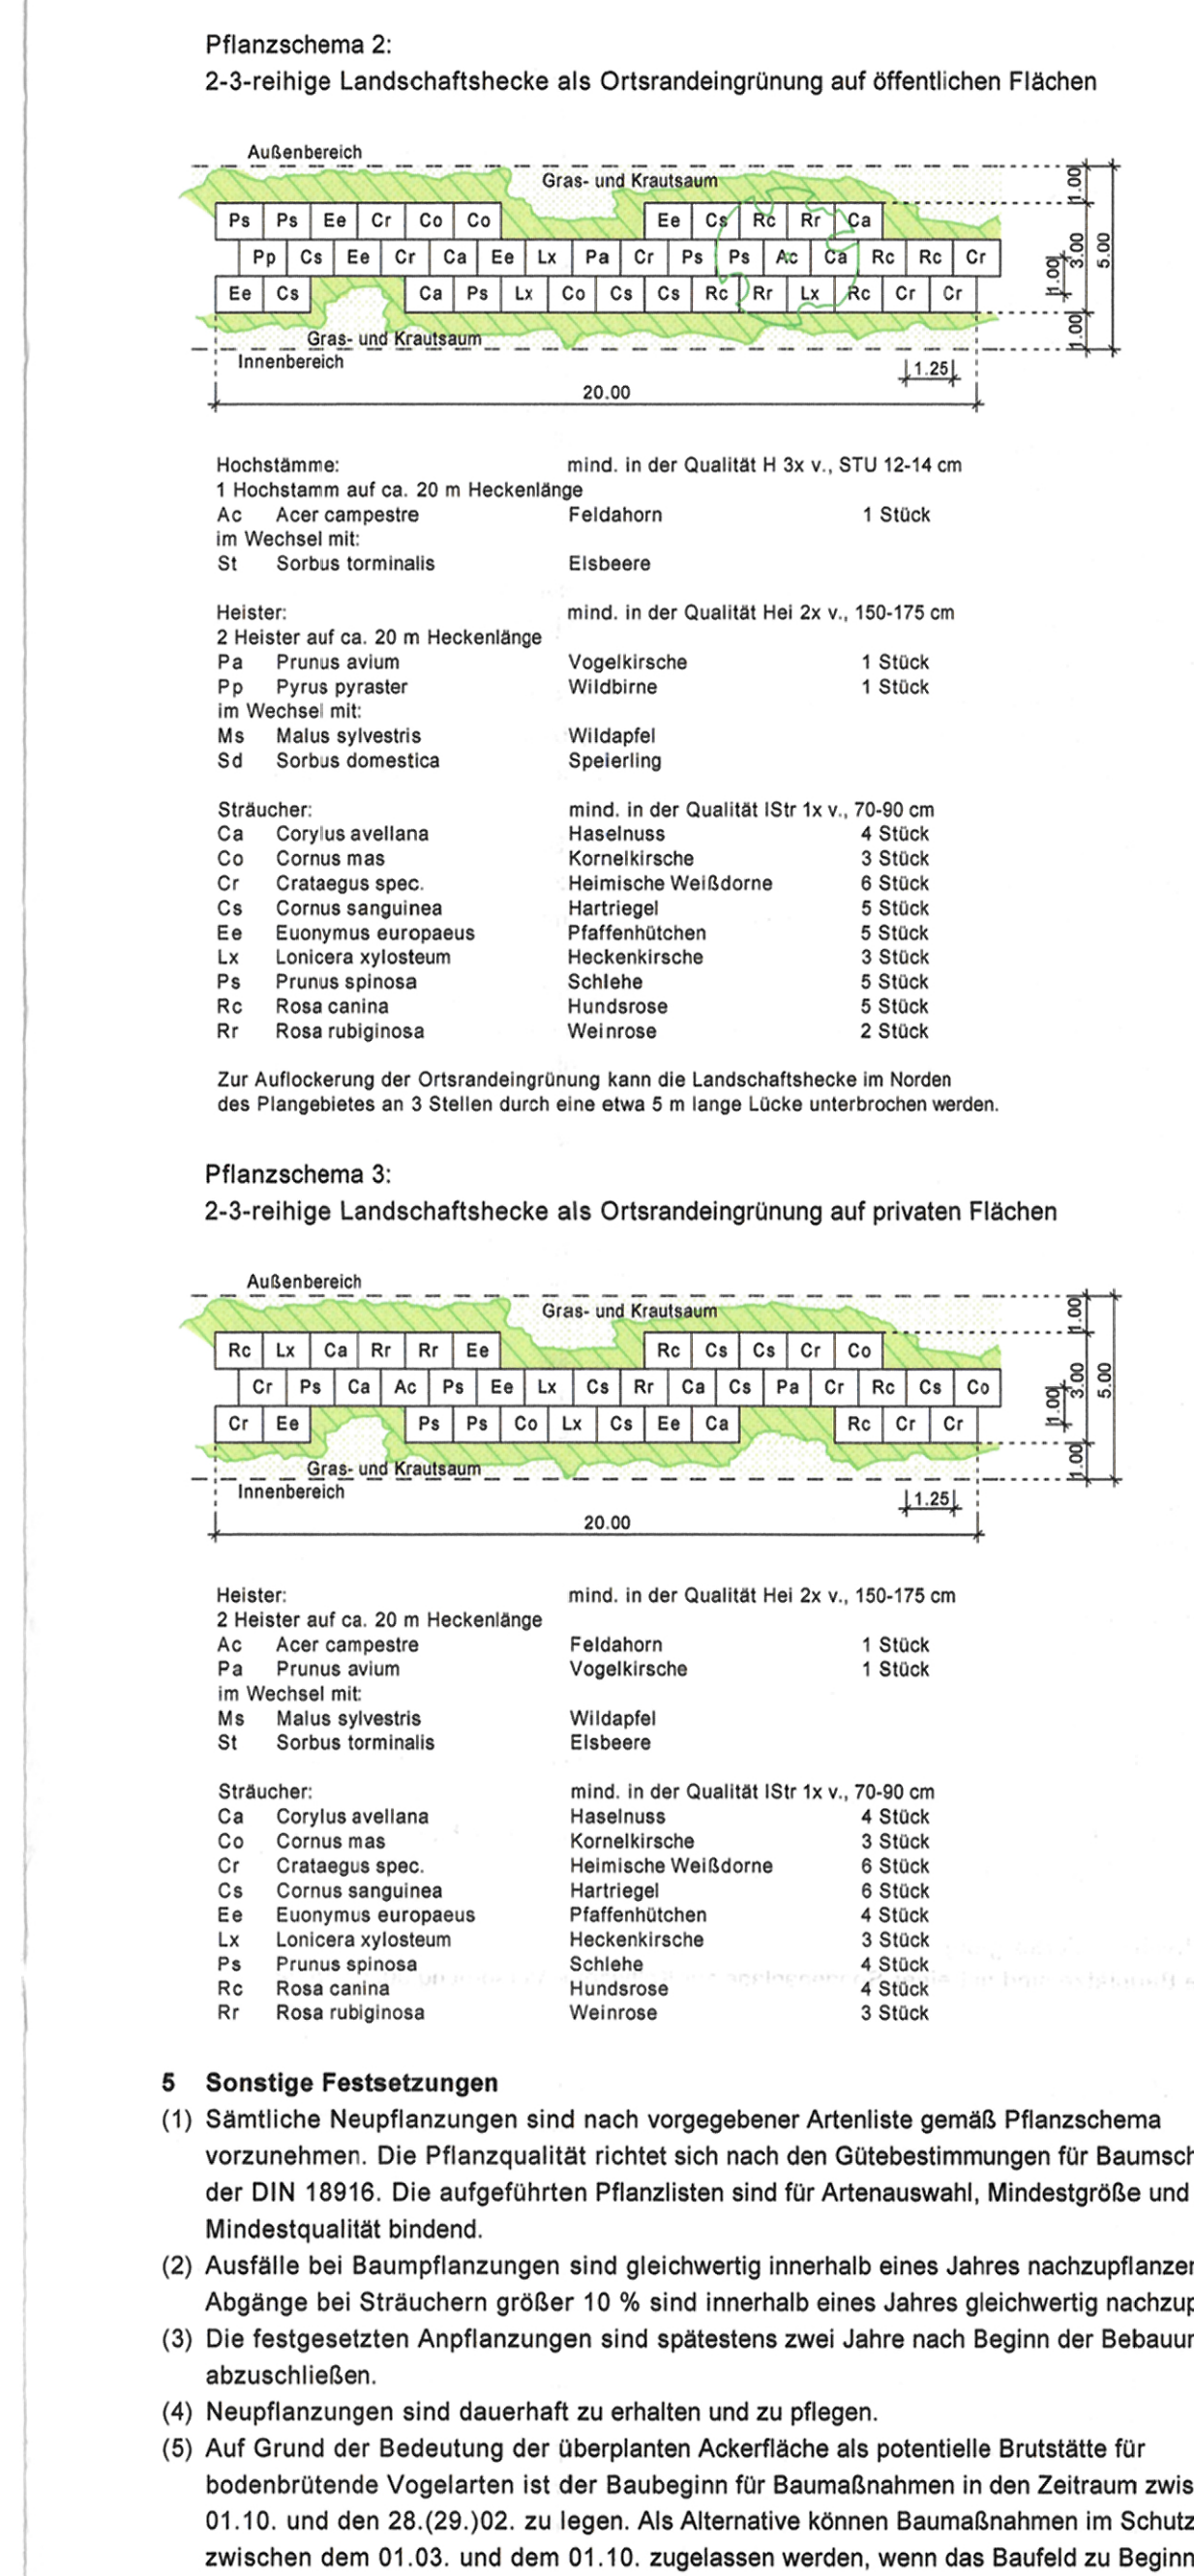 Pflanzschema 2:
2-3-reihige Landschaftshecke als Ortsrandeingrünung auf öffentlichen Flächen
Außenbereich
Gras- und Krautsaum
1.00
Ps Ps Ee Cr Co Co Ee Cs Rc Rr Ca
Pp Cs Ee Cr Ca Ee Lx Pa Cr Ps Ps Ac Ca Rc Rc Cr
1.00 3.00 5.00
Ee Cs Ca Ps Lx Co Cs Cs Rc Rr Lx Rc Cr Cr
Gras- und Krautsaum
1.00
Innenbereich
1.25
20.00
Hochstämme: mind. in der Qualität H 3x v., STU 12-14 cm
1 Hochstamm auf ca. 20 m Heckenlänge
Ac Acer campestre Feldahorn 1 Stück
im Wechsel mit:
St Sorbus torminalis Elsbeere
Heister: mind. in der Qualität Hei 2x v., 150-175 cm
2 Heister auf ca. 20 m Heckenlänge
Pa Prunus avium Vogelkirsche 1 Stück
Pp Pyrus pyraster Wildbirne 1 Stück
im Wechsel mit:
Ms Malus sylvestris Wildapfel
Sd Sorbus domestica Speierling
Sträucher: mind. in der Qualität lStr 1x v., 70-90 cm
Ca Corylus avellana Haselnuss 4 Stück
Co Cornus mas Kornelkirsche 3 Stück
Cr Crataegus spec. Heimische Weißdorne 6 Stück
Cs Cornus sanguinea Hartriegel 5 Stück
Ee Euonymus europaeus Pfaffenhütchen 5 Stück
Lx Lonicera xylosteum Heckenkirsche 3 Stück
Ps Prunus spinosa Schlehe 5 Stück
Rc Rosa canina Hundsrose 5 Stück
Rr Rosa rubiginosa Weinrose 2 Stück
Zur Auflockerung der Ortsrandeingrünung kann die Landschaftshecke im Norden
des Plangebietes an 3 Stellen durch eine etwa 5 m lange Lücke unterbrochen werden.
Pflanzschema 3:
2-3-reihige Landschaftshecke als Ortsrandeingrünung auf privaten Flächen
Außenbereich
Gras- und Krautsaum
1.00
Rc Lx Ca Rr Rr Ee Rc Cs Cs Cr Co
Cr Ps Ca Ac Ps Ee Lx Cs Rr Ca Cs Pa Cr Rc Cs Co
1.00 3.00 5.00
Cr Ee Ps Ps Co Lx Cs Ee Ca Rc Cr Cr
Gras- und Krautsaum
1.00
Innenbereich
1.25
20.00
Heister: mind. in der Qualität Hei 2x v., 150-175 cm
2 Heister auf ca. 20 m Heckenlänge
Ac Acer campestre Feldahorn 1 Stück
Pa Prunus avium Vogelkirsche 1 Stück
im Wechsel mit:
Ms Malus sylvestris Wildapfel
St Sorbus torminalis Elsbeere
Sträucher: mind. in der Qualität lStr 1x v., 70-90 cm
Ca Corylus avellana Haselnuss 4 Stück
Co Cornus mas Kornelkirsche 3 Stück
Cr Crataegus spec. Heimische Weißdorne 6 Stück
Cs Cornus sanguinea Hartriegel 6 Stück
Ee Euonymus europaeus Pfaffenhütchen 4 Stück
Lx Lonicera xylosteum Heckenkirsche 3 Stück
Ps Prunus spinosa Schlehe 4 Stück
Rc Rosa canina Hundsrose 4 Stück
Rr Rosa rubiginosa Weinrose 3 Stück
5 Sonstige Festsetzungen
(1) Sämtliche Neupflanzungen sind nach vorgegebener Artenliste gemäß Pflanzschema
vorzunehmen. Die Pflanzqualität richtet sich nach den Gütebestimmungen für Baumsch
der DIN 18916. Die aufgeführten Pflanzlisten sind für Artenauswahl, Mindestgröße und
Mindestqualität bindend.
(2) Ausfälle bei Baumpflanzungen sind gleichwertig innerhalb eines Jahres nachzupflanzen
Abgänge bei Sträuchern größer 10 % sind innerhalb eines Jahres gleichwertig nachzup
(3) Die festgesetzten Anpflanzungen sind spätestens zwei Jahre nach Beginn der Bebauun
abzuschließen.
(4) Neupflanzungen sind dauerhaft zu erhalten und zu pflegen.
(5) Auf Grund der Bedeutung der überplanten Ackerfläche als potentielle Brutstätte für
bodenbrütende Vogelarten ist der Baubeginn für Baumaßnahmen in den Zeitraum zwis
01.10. und den 28.(29.)02. zu legen. Als Alternative können Baumaßnahmen im Schutz
zwischen dem 01.03. und dem 01.10. zugelassen werden, wenn das Baufeld zu Beginn